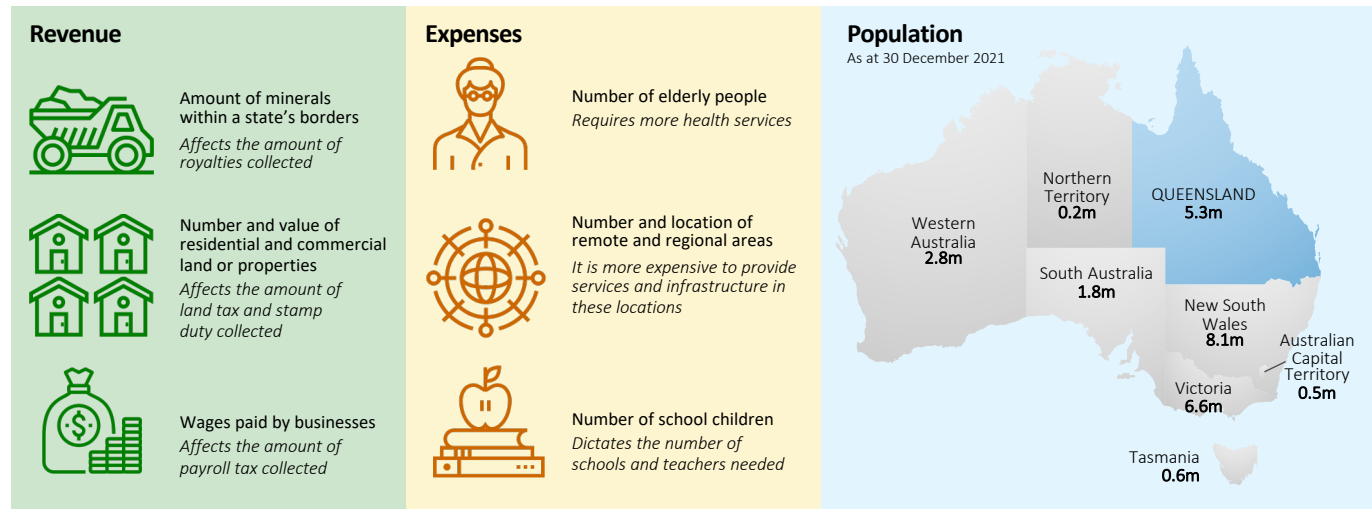 Revenue
Amount of minerals
within a state's borders
Affects the amount of
royalties collected
Number and value of
residential and commercial
land or properties
Affects the amount of
land tax and stamp
duty collected
$
Wages paid by businesses
Affects the amount of
payroll tax collected
Expenses
Number of elderly people
Requires more health services
Number and location of
remote and regional areas
It is more expensive to provide
services and infrastructure in
these locations
Number of school children
Dictates the number of
schools and teachers needed
Population
As at 30 December 2021
Northern
Territory
0.2m
QUEENSLAND
5.3m
Western
Australia
2.8m
South Australia
1.8m
New South
Wales
8.1m
Australian
Capital
Territory
0.5m
Victoria
6.6m
Tasmania
0.6m